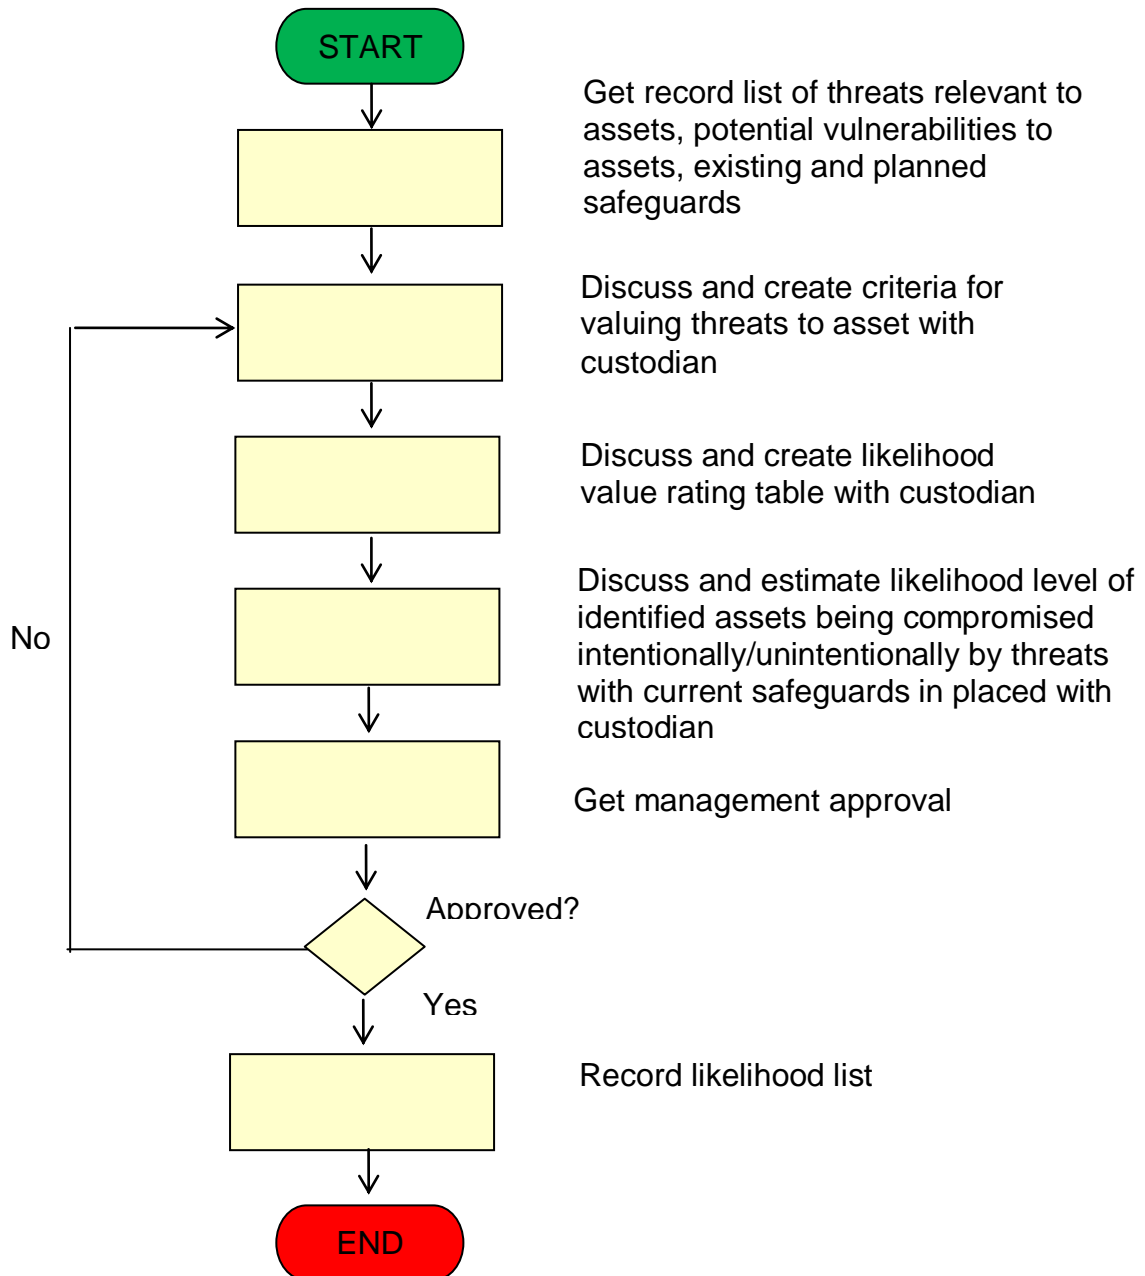 START
Get record list of threats relevant to
assets, potential vulnerabilities to
assets, existing and planned
safeguards
Discuss and create criteria for
valuing threats to asset with
custodian
Discuss and create likelihood
value rating table with custodian
Discuss and estimate likelihood level of
identified assets being compromised
intentionally/unintentionally by threats
with current safeguards in placed with
custodian
No
Get management approval
Approved?
Yes
Record likelihood list
END